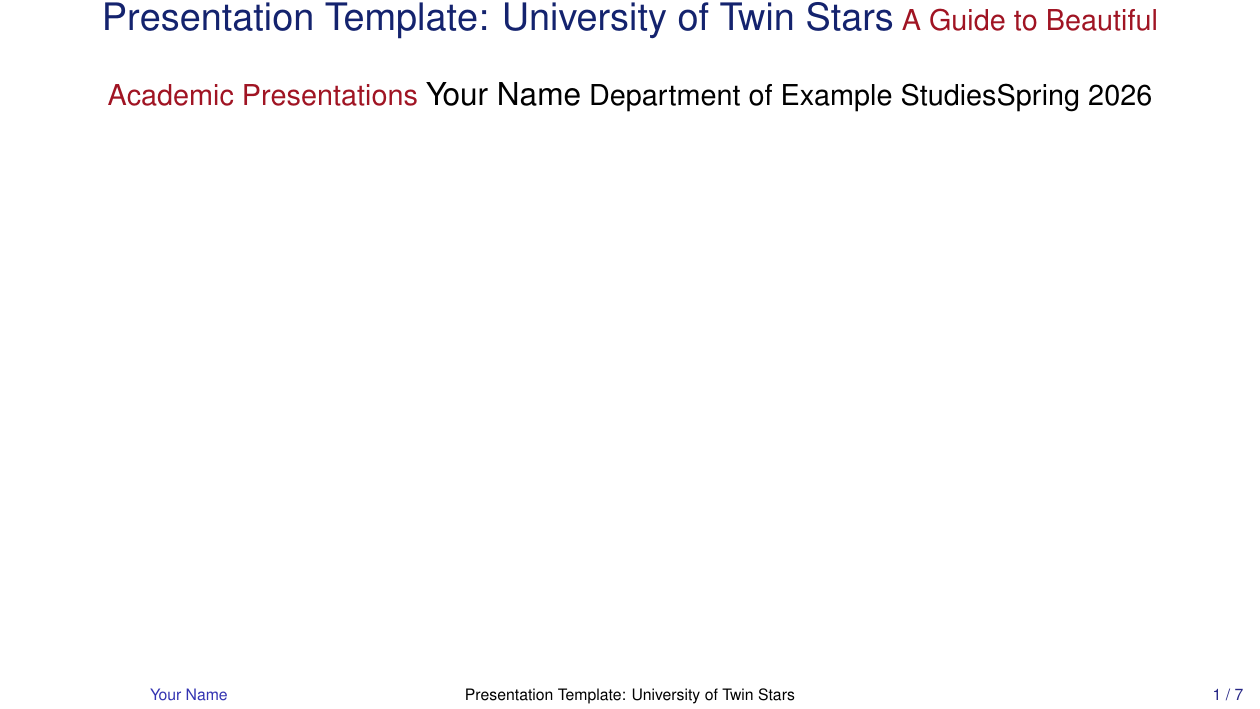 Presentation Template: University of Twin Stars A Guide to Beautiful
Academic Presentations Your Name Department of Example StudiesSpring 2026
Your Name
Presentation Template: University of Twin Stars
1 / 7